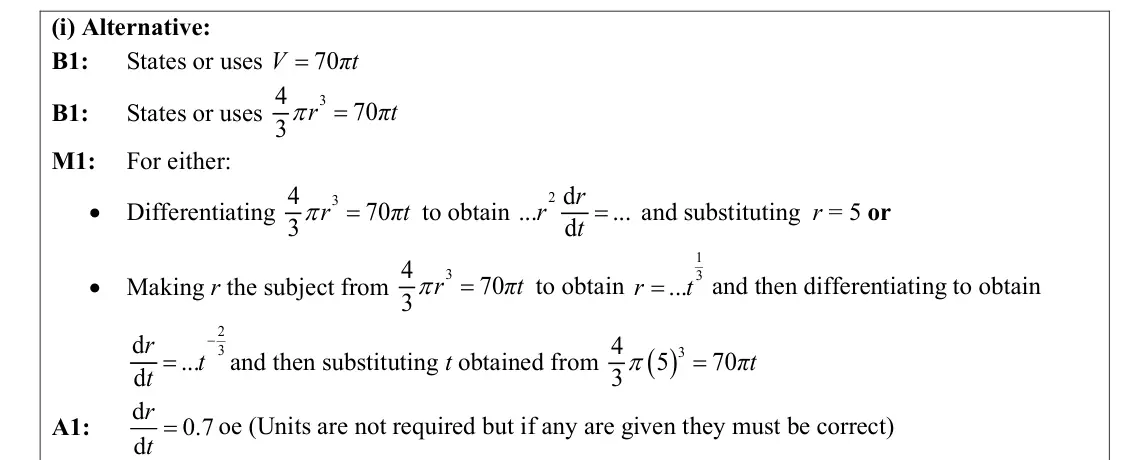 (i) Alternative:
B1: States or uses V = 70πt
B1: States or uses 4/3 πr³ = 70πt
M1: For either:
• Differentiating 4/3 πr³ = 70πt to obtain ...r² dr/dt = ... and substituting r = 5 or
• Making r the subject from 4/3 πr³ = 70πt to obtain r = ...t^(1/3) and then differentiating to obtain
dr/dt = ...t^(−2/3) and then substituting t obtained from 4/3 π(5)³ = 70πt
A1: dr/dt = 0.7 oe (Units are not required but if any are given they must be correct)